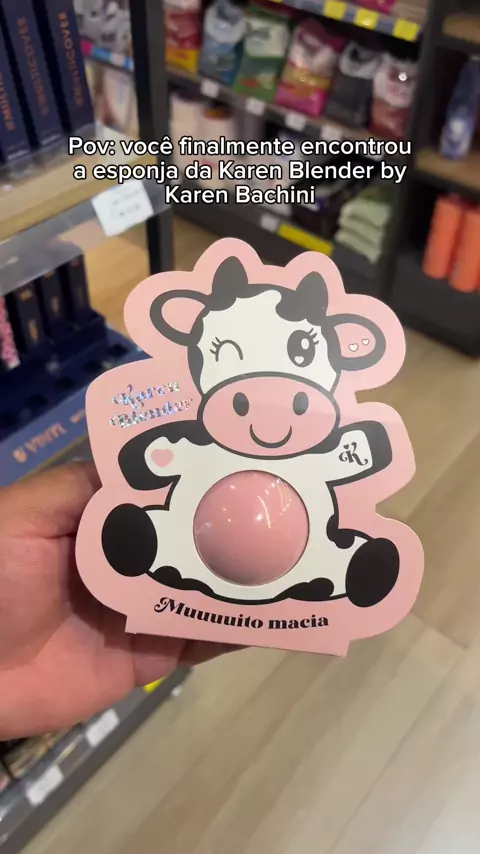 Pov: você finalmente encontrou
a esponja da Karen Blender by
Karen Bachini
Karen
Blender
K
Muuuuito macia